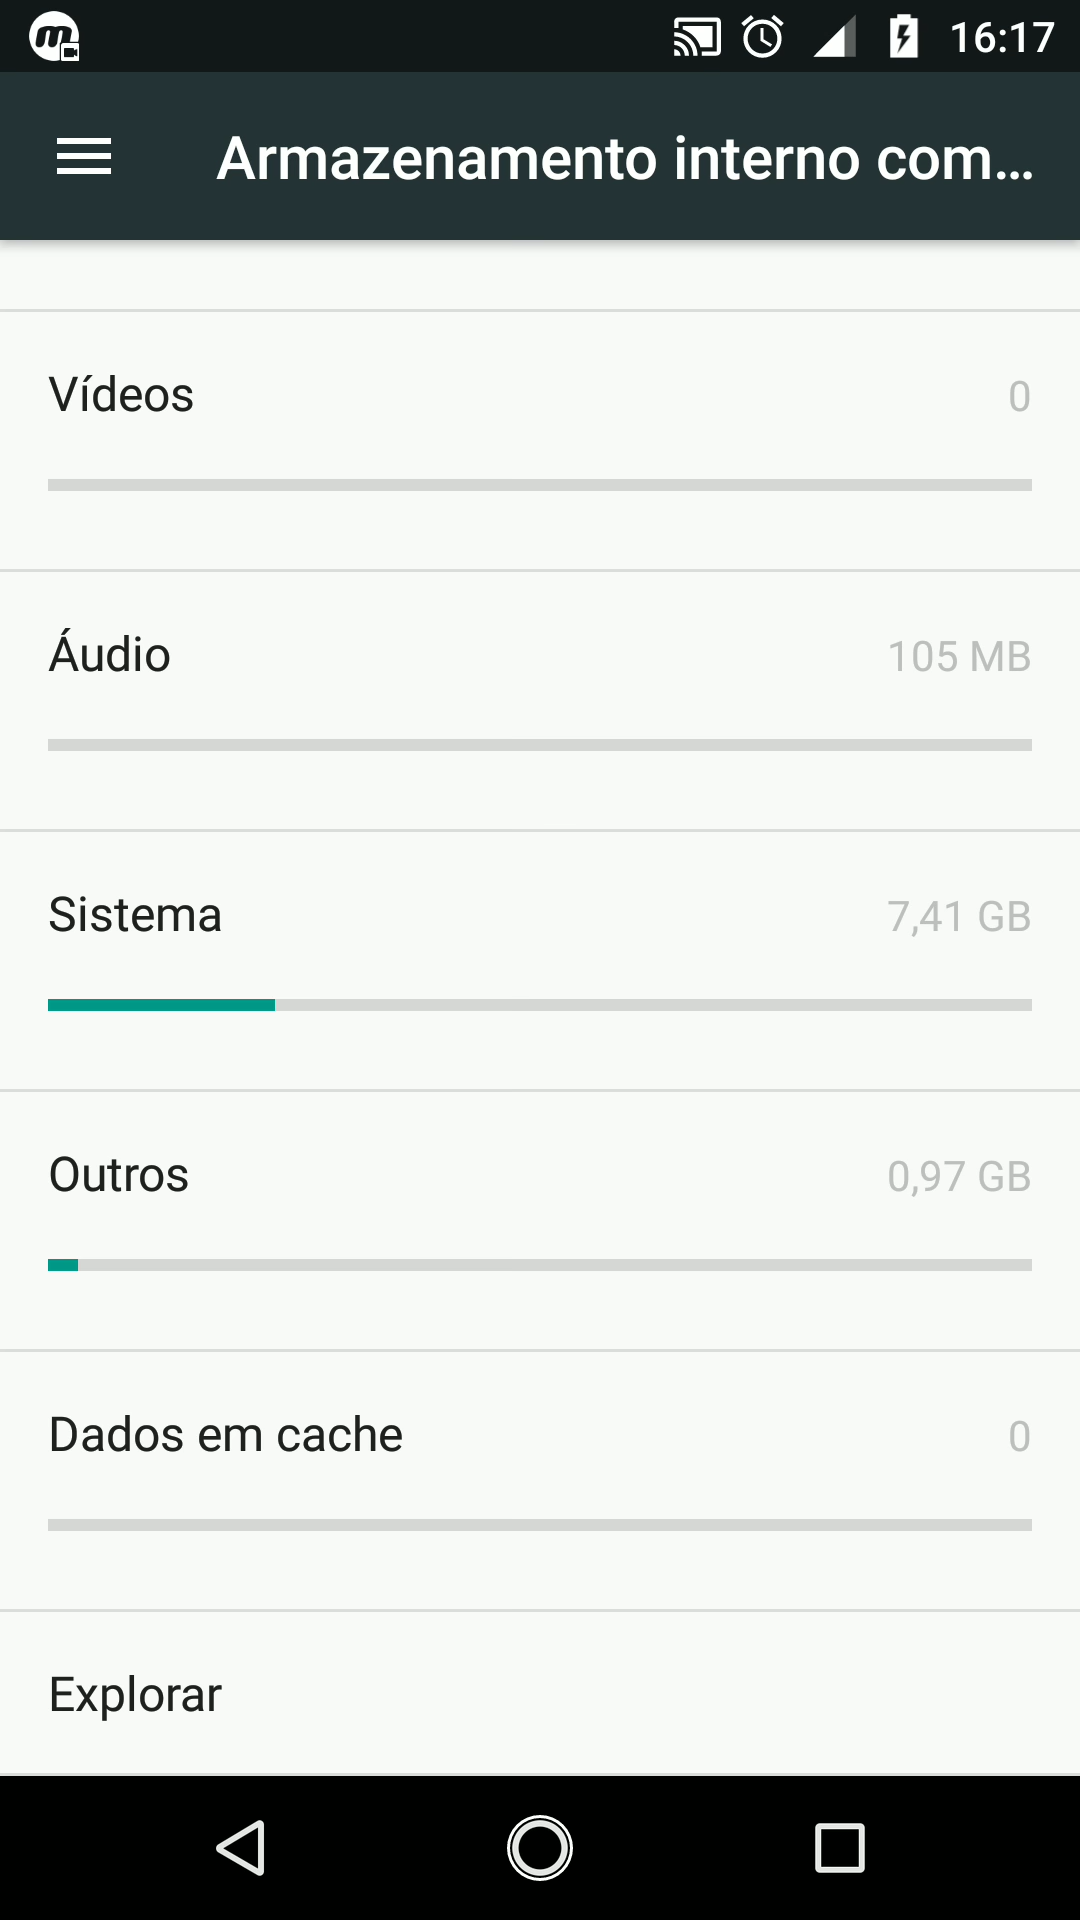 16:17
Armazenamento interno com...
Vídeos 0
Áudio 105 MB
Sistema 7,41 GB
Outros 0,97 GB
Dados em cache 0
Explorar